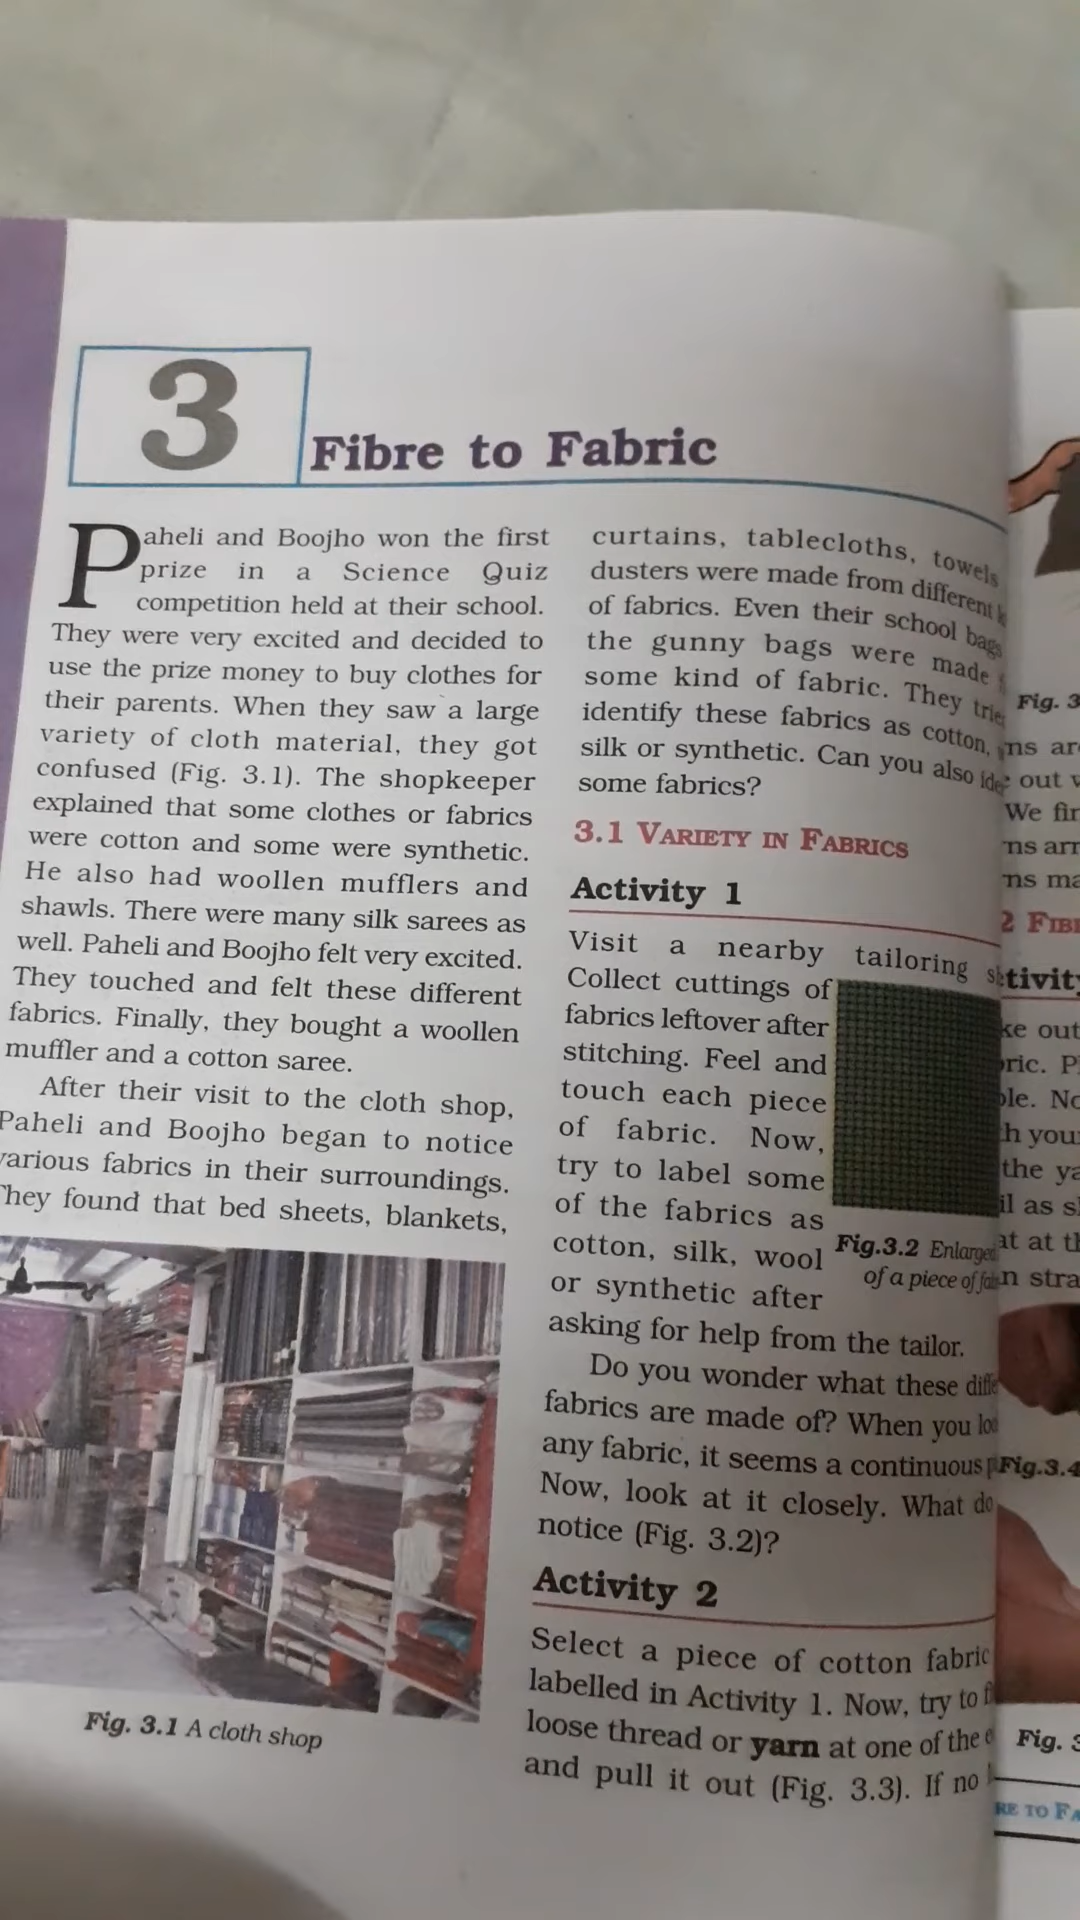 3
Fibre to Fabric
Paheli and Boojho won the first
prize in a Science Quiz
competition held at their school.
They were very excited and decided to
use the prize money to buy clothes for
their parents. When they saw a large
variety of cloth material, they got
confused (Fig. 3.1). The shopkeeper
explained that some clothes or fabrics
were cotton and some were synthetic.
He also had woollen mufflers and
shawls. There were many silk sarees as
well. Paheli and Boojho felt very excited.
They touched and felt these different
fabrics. Finally, they bought a woollen
muffler and a cotton saree.
After their visit to the cloth shop,
Paheli and Boojho began to notice
various fabrics in their surroundings.
They found that bed sheets, blankets,
Fig. 3.1 A cloth shop
curtains, tablecloths, towels
dusters were made from different
of fabrics. Even their school bags
the gunny bags were made
some kind of fabric. They
identify these fabrics as cotton,
silk or synthetic. Can you also
some fabrics?
3.1 VARIETY IN FABRICS
Activity 1
Visit a nearby tailoring
Collect cuttings of
fabrics leftover after
stitching. Feel and
touch each piece
of fabric. Now,
try to label some
of the fabrics as
cotton, silk, wool
or synthetic after
asking for help from the tailor.
Fig.3.2 Enlarged
of a piece of
Do you wonder what these
fabrics are made of? When you
any fabric, it seems a continuous
Now, look at it closely. What do
notice (Fig. 3.2)?
Activity 2
Select a piece of cotton fabric
labelled in Activity 1. Now, try to
loose thread or yarn at one of the
and pull it out (Fig. 3.3). If no
Fig.
out
We
out
you
the
as
at
Fig.3.4
Fig.
TO